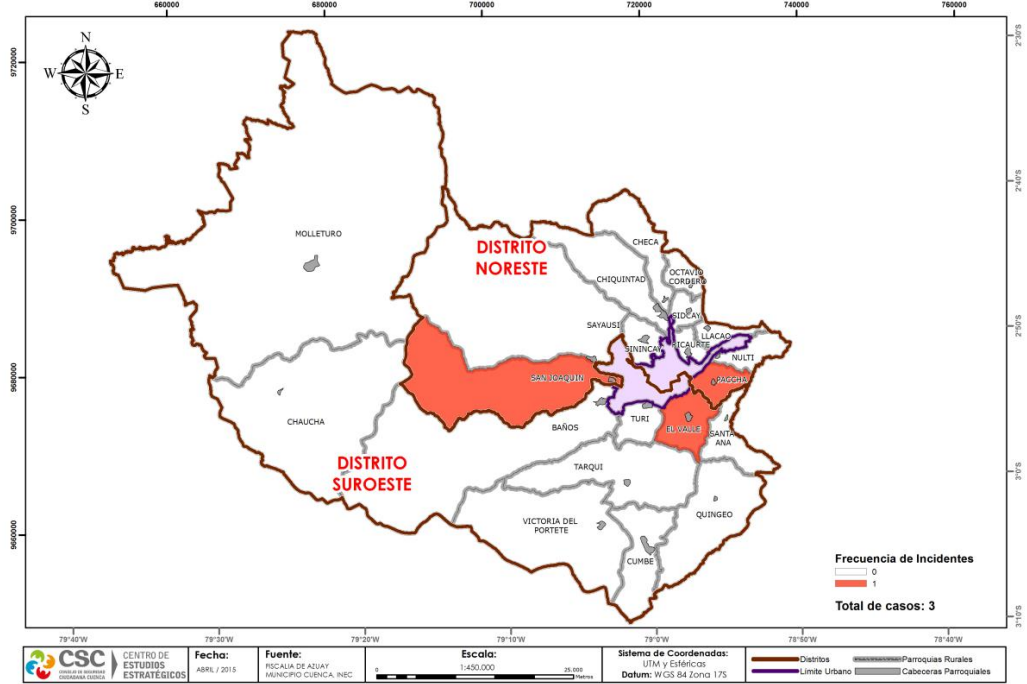 660000 680000 700000 720000 740000 760000
N
W E
S
9720000
9700000
9680000
9660000
2°30'S
2°40'S
2°50'S
3°0'S
3°10'S
MOLLETURO
DISTRITO
NORESTE
CHECA
OCTAVIO
CORDERO
CHIQUINTAD
SIDCAY
SAYAUSI
LLACAO
SININCAY
RICAURTE
NULTI
SAN JOAQUIN
PACCHA
CHAUCHA
BAÑOS
TURI
EL VALLE
SANTA
ANA
DISTRITO
SUROESTE
TARQUI
QUINGEO
VICTORIA DEL
PORTETE
CUMBE
Frecuencia de Incidentes
0
1
Total de casos: 3
79°40'W 79°30'W 79°20'W 79°10'W 79°0'W 78°50'W 78°40'W
CSC
CONSEJO DE SEGURIDAD
CIUDADANA CUENCA
CENTRO DE
ESTUDIOS
ESTRATÉGICOS
Fecha:
ABRIL / 2015
Fuente:
FISCALIA DE AZUAY
MUNICIPIO CUENCA, INEC
Escala:
1:450.000
0 25.000
Metros
Sistema de Coordenadas:
UTM y Esféricas
Datum: WGS 84 Zona 17S
Distritos
Límite Urbano
Parroquias Rurales
Cabeceras Parroquiales